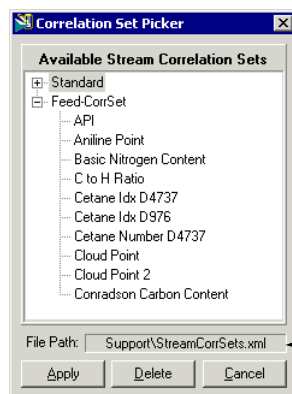 Correlation Set Picker
Available Stream Correlation Sets
Standard
Feed-CorrSet
API
Aniline Point
Basic Nitrogen Content
C to H Ratio
Cetane Idx D4737
Cetane Idx D976
Cetane Number D4737
Cloud Point
Cloud Point 2
Conradson Carbon Content
File Path: Support\StreamCorrSets.xml
Apply Delete Cancel